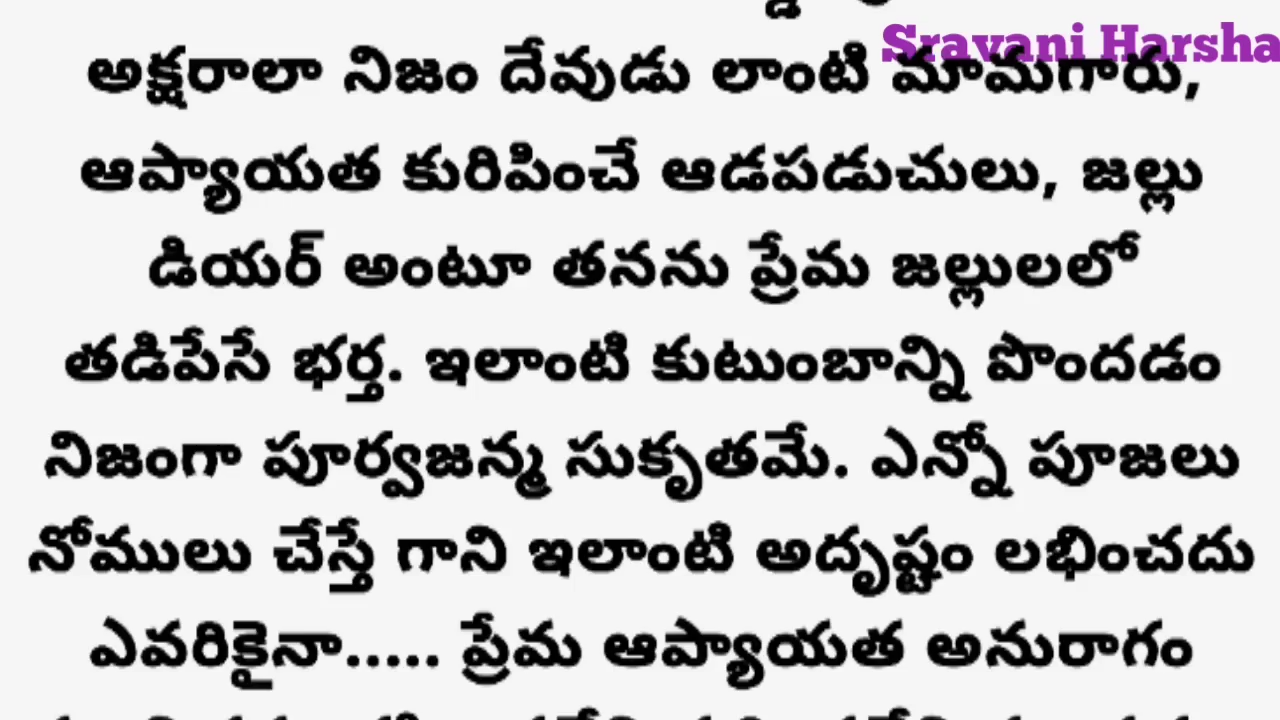 Sravani Harsha
అక్షరాలా నిజం దేవుడు లాంటి మామగారు,
ఆప్యాయత కురిపించే ఆడపడుచులు, జల్లు
డియర్ అంటూ తనను ప్రేమ జల్లులలో
తడిపేసే భర్త. ఇలాంటి కుటుంబాన్ని పొందడం
నిజంగా పూర్వజన్మ సుకృతమే. ఎన్నో పూజలు
నోములు చేస్తే గాని ఇలాంటి అదృష్టం లభించదు
ఎవరికైనా..... ప్రేమ ఆప్యాయత అనురాగం